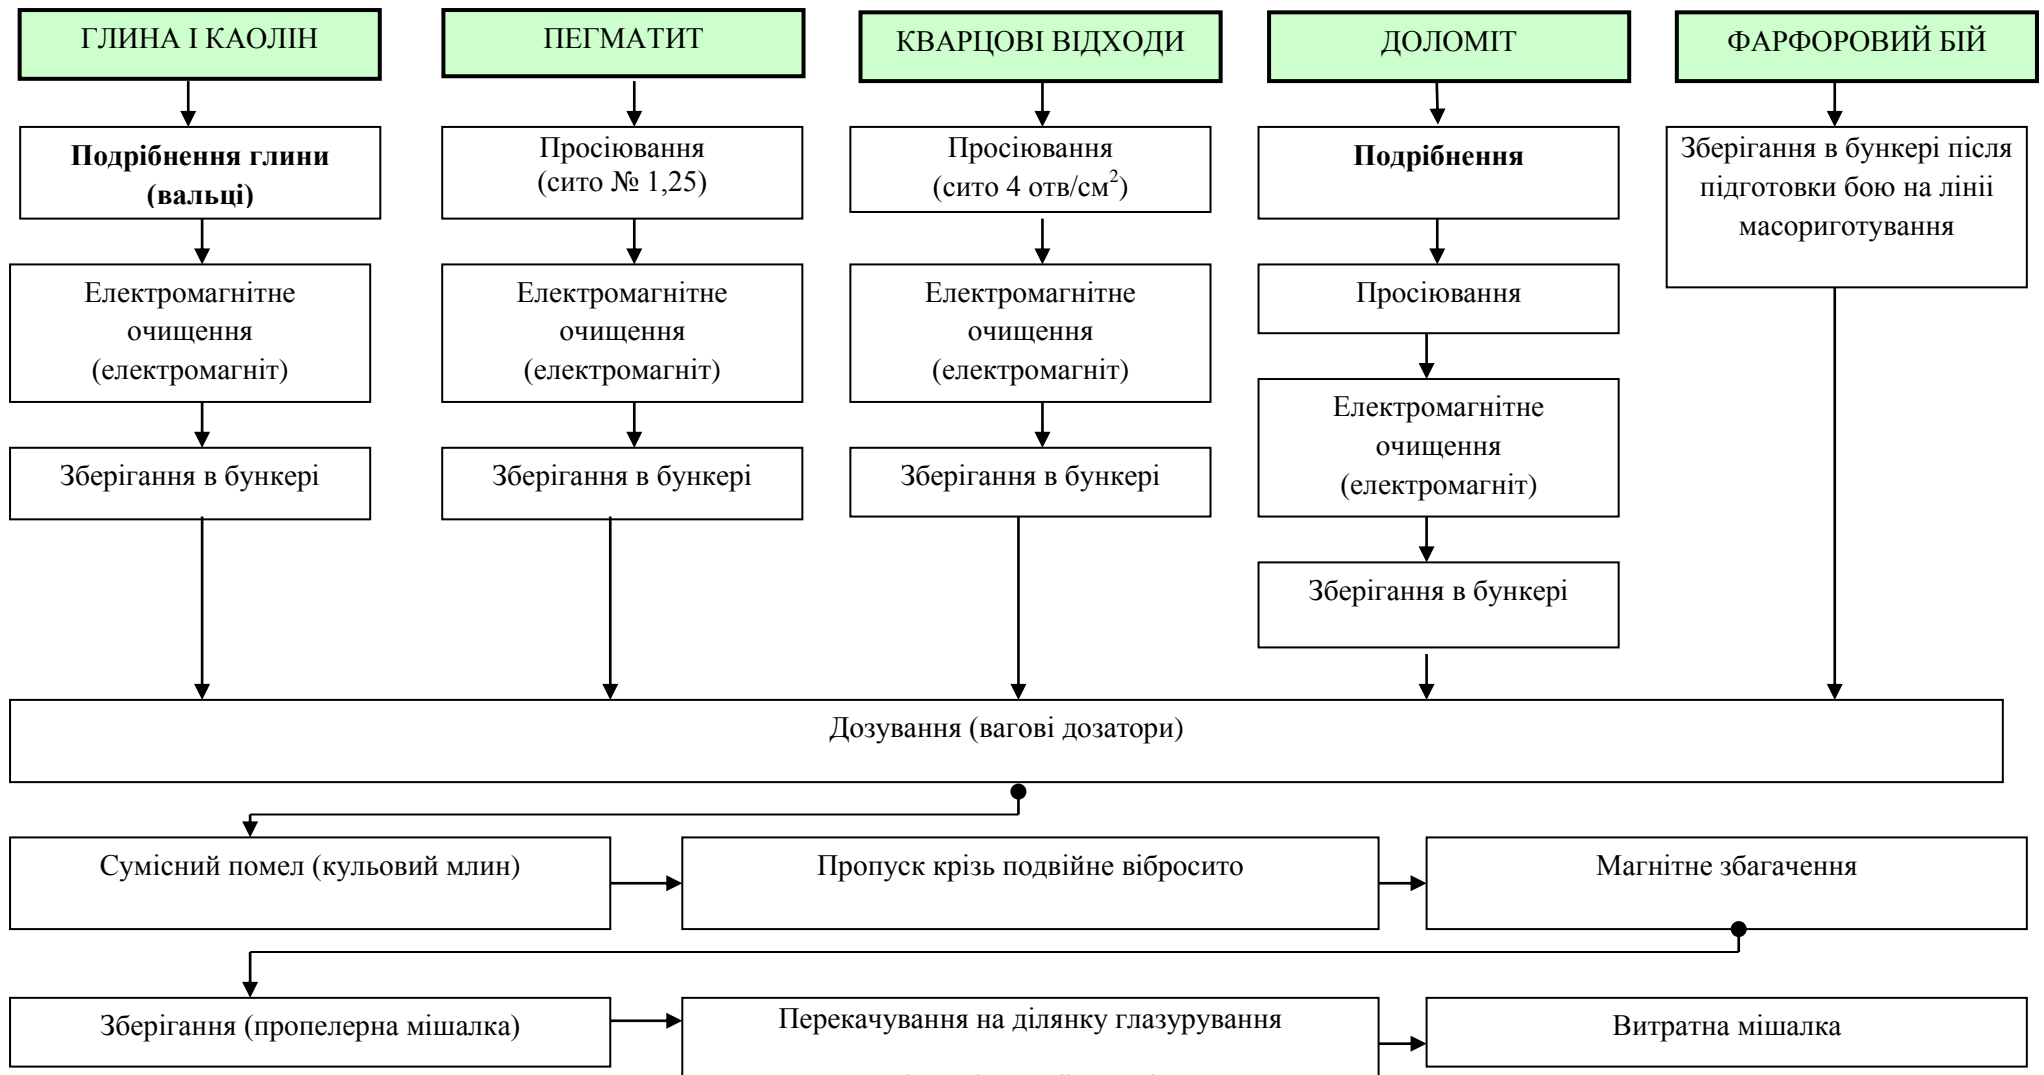 ГЛИНА І КАОЛІН
ПЕГМАТИТ
КВАРЦОВІ ВІДХОДИ
ДОЛОМІТ
ФАРФОРОВИЙ БІЙ
Подрібнення глини
(вальці)
Просіювання
(сито № 1,25)
Просіювання
(сито 4 отв/см²)
Подрібнення
Зберігання в бункері після
підготовки бою на лініі
масориготування
Електромагнітне
очищення
(електромагніт)
Електромагнітне
очищення
(електромагніт)
Електромагнітне
очищення
(електромагніт)
Просіювання
Електромагнітне
очищення
(електромагніт)
Зберігання в бункері
Зберігання в бункері
Зберігання в бункері
Зберігання в бункері
Дозування (вагові дозатори)
Сумісний помел (кульовий млин)
Пропуск крізь подвійне вібросито
Магнітне збагачення
Зберігання (пропелерна мішалка)
Перекачування на ділянку глазурування
Витратна мішалка